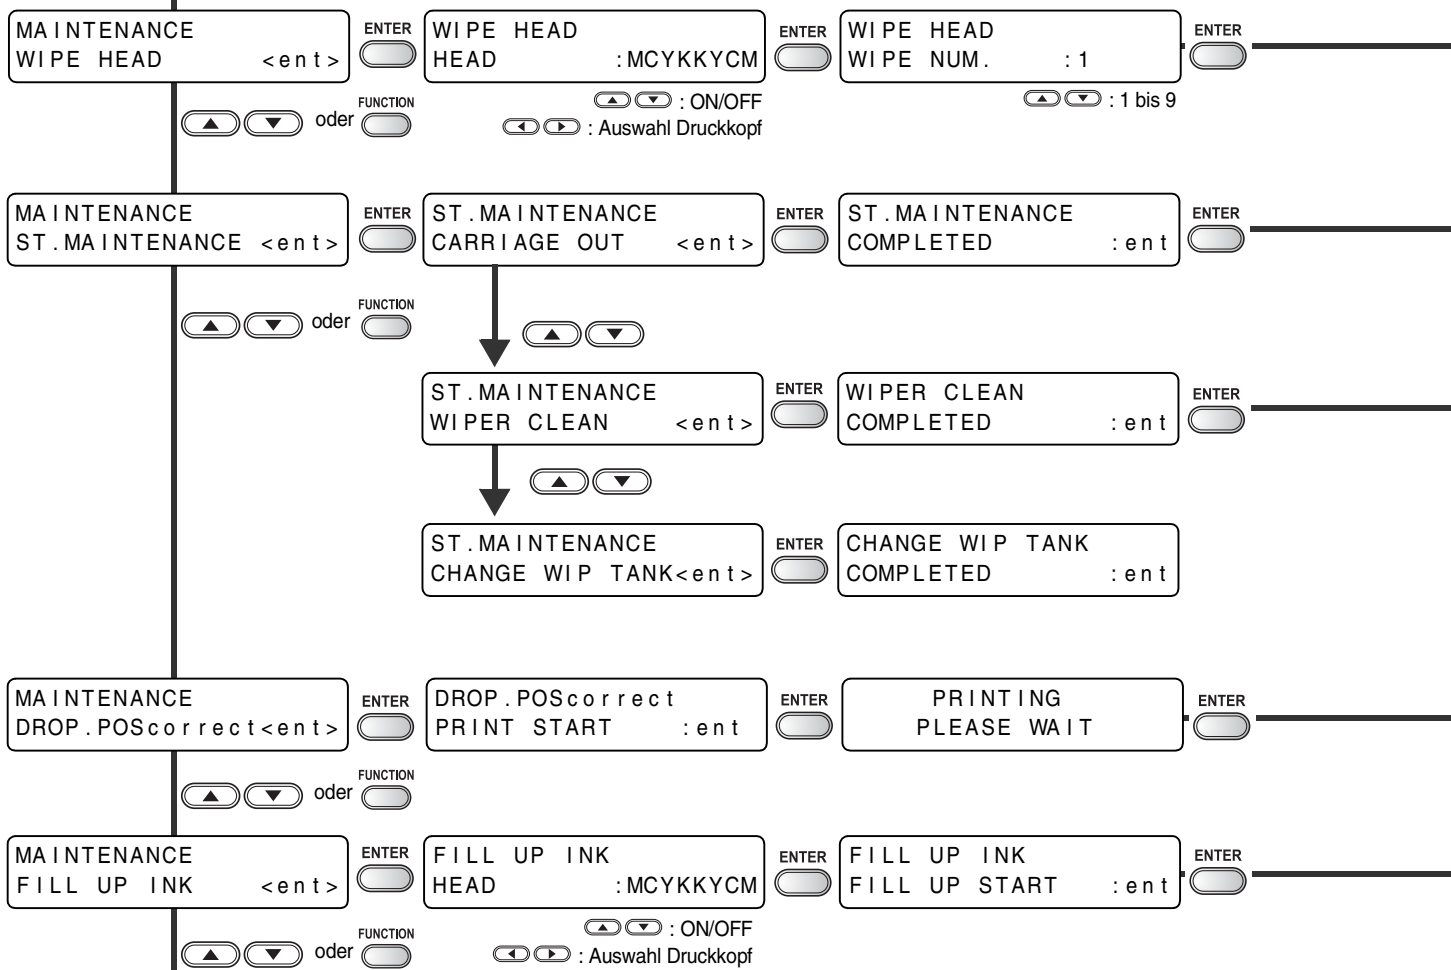 MAINTENANCE
WIPE HEAD <ent>
ENTER
WIPE HEAD
HEAD :MCYKKYCM
ENTER
WIPE HEAD
WIPE NUM. :1
ENTER
oder
FUNCTION
: ON/OFF
: Auswahl Druckkopf
: 1 bis 9
MAINTENANCE
ST.MAINTENANCE <ent>
ENTER
ST.MAINTENANCE
CARRIAGE OUT <ent>
ENTER
ST.MAINTENANCE
COMPLETED :ent
ENTER
oder
FUNCTION
ST.MAINTENANCE
WIPER CLEAN <ent>
ENTER
WIPER CLEAN
COMPLETED :ent
ENTER
ST.MAINTENANCE
CHANGE WIP TANK<ent>
ENTER
CHANGE WIP TANK
COMPLETED :ent
MAINTENANCE
DROP.POScorrect<ent>
ENTER
DROP.POScorrect
PRINT START :ent
ENTER
PRINTING
PLEASE WAIT
ENTER
oder
FUNCTION
MAINTENANCE
FILL UP INK <ent>
ENTER
FILL UP INK
HEAD :MCYKKYCM
ENTER
FILL UP INK
FILL UP START :ent
ENTER
oder
FUNCTION
: ON/OFF
: Auswahl Druckkopf